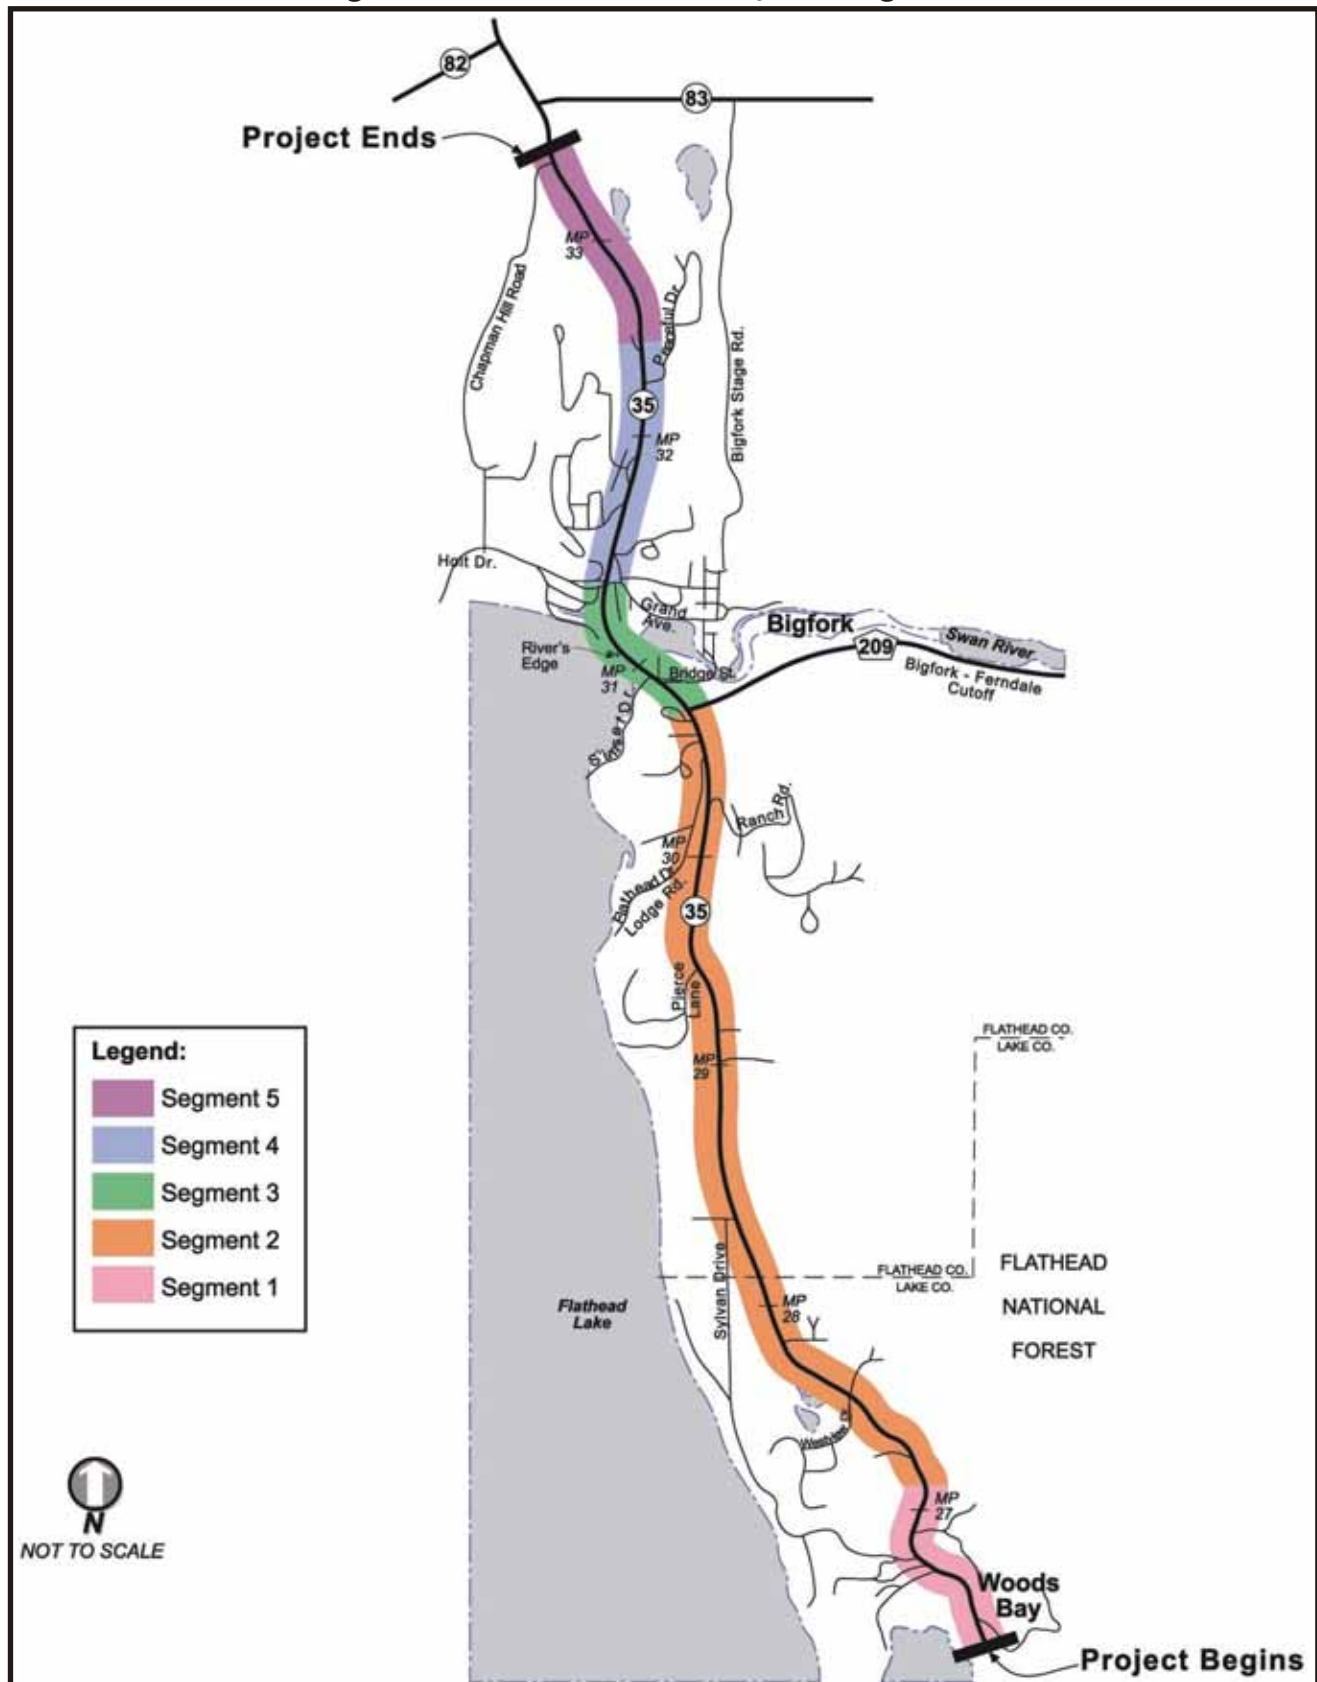 82
83
Project Ends
MP
33
Chapman Hill Road
Peaceful Dr.
Bigfork Stage Rd.
35
MP
32
Holt Dr.
Grand
Ave.
Bigfork
Swan River
209
Bigfork - Ferndale
Cutoff
River's
Edge
MP
31
Bridge St.
Sunset Dr.
Ranch Rd.
MP
30
Flathead Dr.
Lodge Rd.
35
Pierce
Lane
FLATHEAD CO.
LAKE CO.
MP
29
Legend:
Segment 5
Segment 4
Segment 3
Segment 2
Segment 1
Sylvan Drive
FLATHEAD CO.
LAKE CO.
FLATHEAD
NATIONAL
FOREST
Flathead
Lake
MP
28
MP
27
N
NOT TO SCALE
Woods
Bay
Project Begins